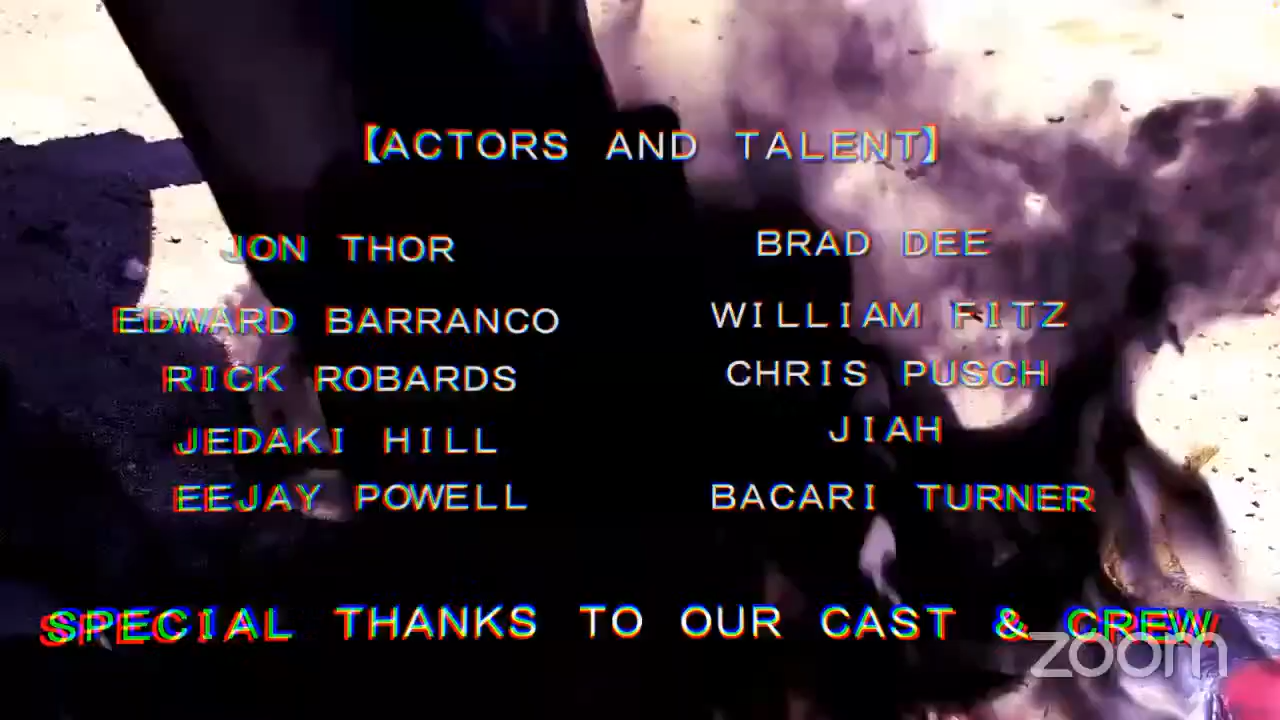 【ACTORS AND TALENT】
JON THOR
BRAD DEE
EDWARD BARRANCO
WILLIAM FITZ
RICK ROBARDS
CHRIS PUSCH
JEDAKI HILL
JIAH
EEJAY POWELL
BACARI TURNER
SPECIAL THANKS TO OUR CAST & CREW
zoom